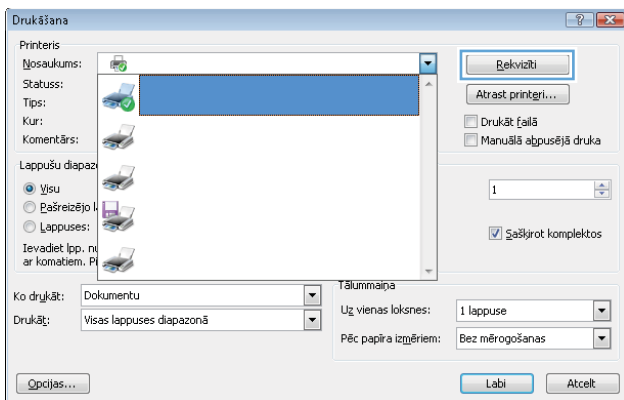 Drukāšana
Printeris
Nosaukums:
Rekvizīti
Statuss:
Tips:
Atrast printeri...
Kur:
Drukāt failā
Komentārs:
Manuālā abpusējā druka
Lappušu diapaz
Visu
1
Pašreizējo l
Lappuses:
Sašķirot komplektos
Ievadiet lpp. nu
ar komatiem. Pi
Tālummaiņa
Ko drukāt: Dokumentu
Uz vienas loksnes: 1 lappuse
Drukāt: Visas lappuses diapazonā
Pēc papīra izmēriem: Bez mērogošanas
Opcijas...
Labi
Atcelt